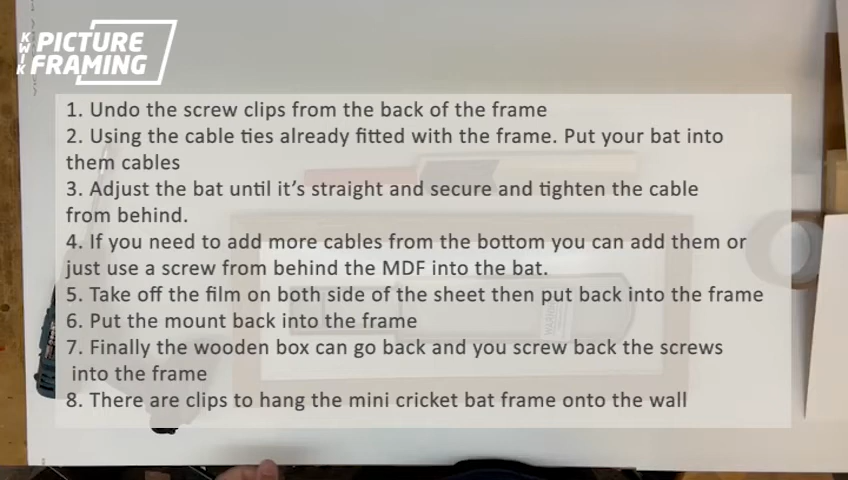 KWIK
PICTURE
FRAMING
1. Undo the screw clips from the back of the frame
2. Using the cable ties already fitted with the frame. Put your bat into
them cables
3. Adjust the bat until it’s straight and secure and tighten the cable
from behind.
4. If you need to add more cables from the bottom you can add them or
just use a screw from behind the MDF into the bat.
5. Take off the film on both side of the sheet then put back into the frame
6. Put the mount back into the frame
7. Finally the wooden box can go back and you screw back the screws
into the frame
8. There are clips to hang the mini cricket bat frame onto the wall
WARNING